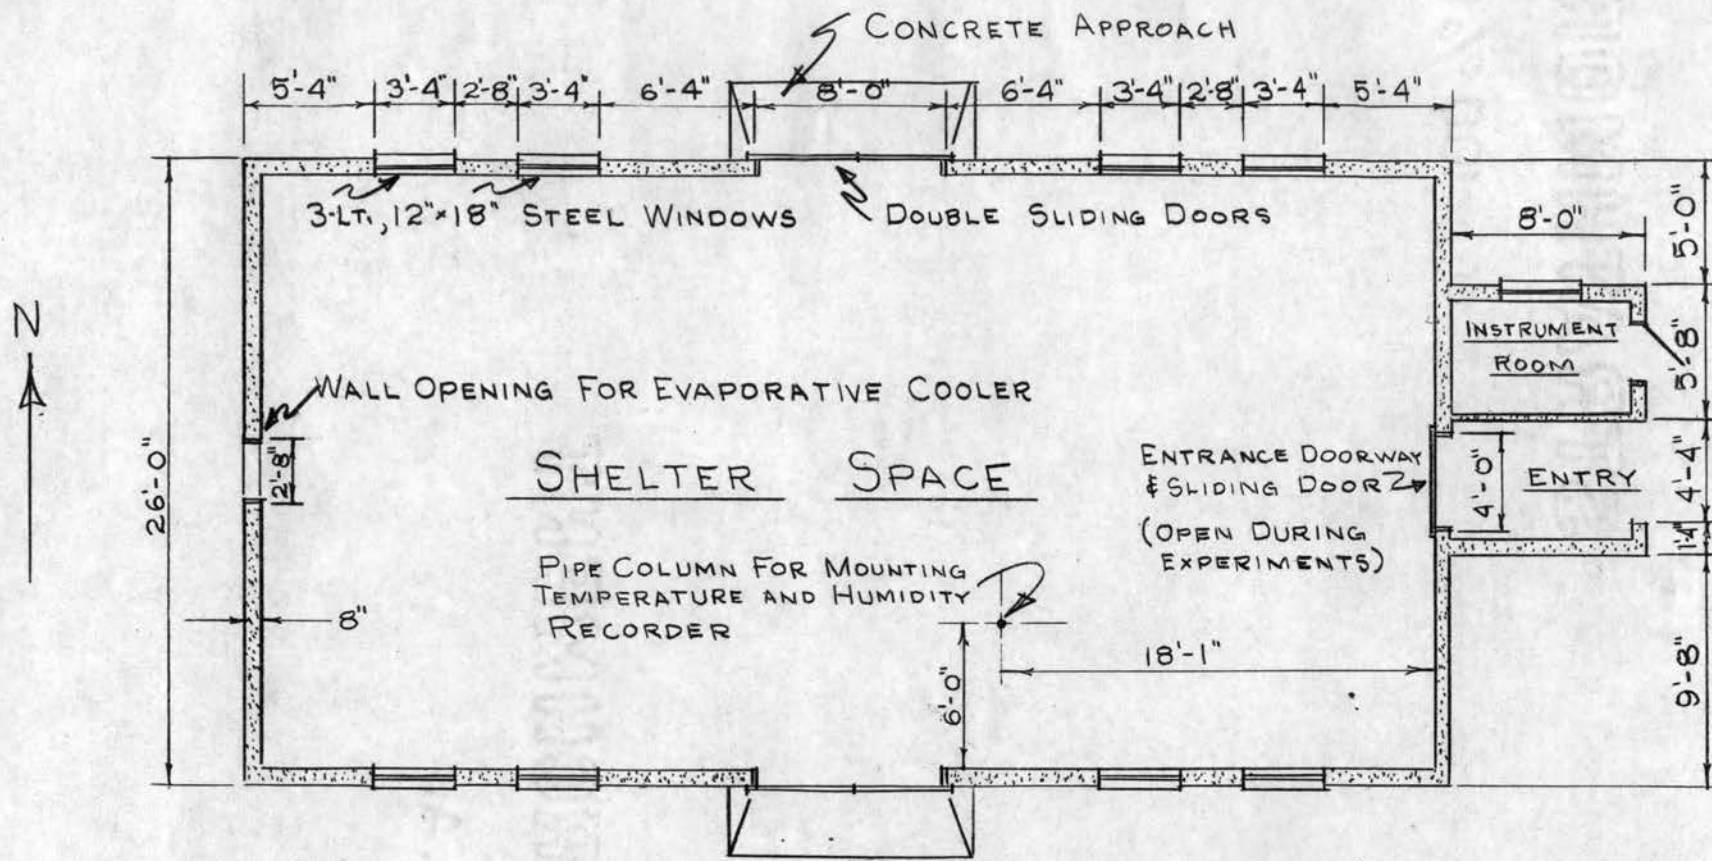 CONCRETE APPROACH
5'-4" 3'-4" 2'-8" 3'-4" 6'-4" 8'-0" 6'-4" 3'-4" 2'-8" 3'-4" 5'-4"
3-LT., 12"×18" STEEL WINDOWS
DOUBLE SLIDING DOORS
8'-0"
5'-0"
N
INSTRUMENT
ROOM
5'-8"
WALL OPENING FOR EVAPORATIVE COOLER
26'-0"
2'-8"
SHELTER SPACE
ENTRANCE DOORWAY
& SLIDING DOOR
(OPEN DURING
EXPERIMENTS)
4'-0"
ENTRY
4'-4"
14"
PIPE COLUMN FOR MOUNTING
TEMPERATURE AND HUMIDITY
RECORDER
8"
18'-1"
6'-0"
9'-8"